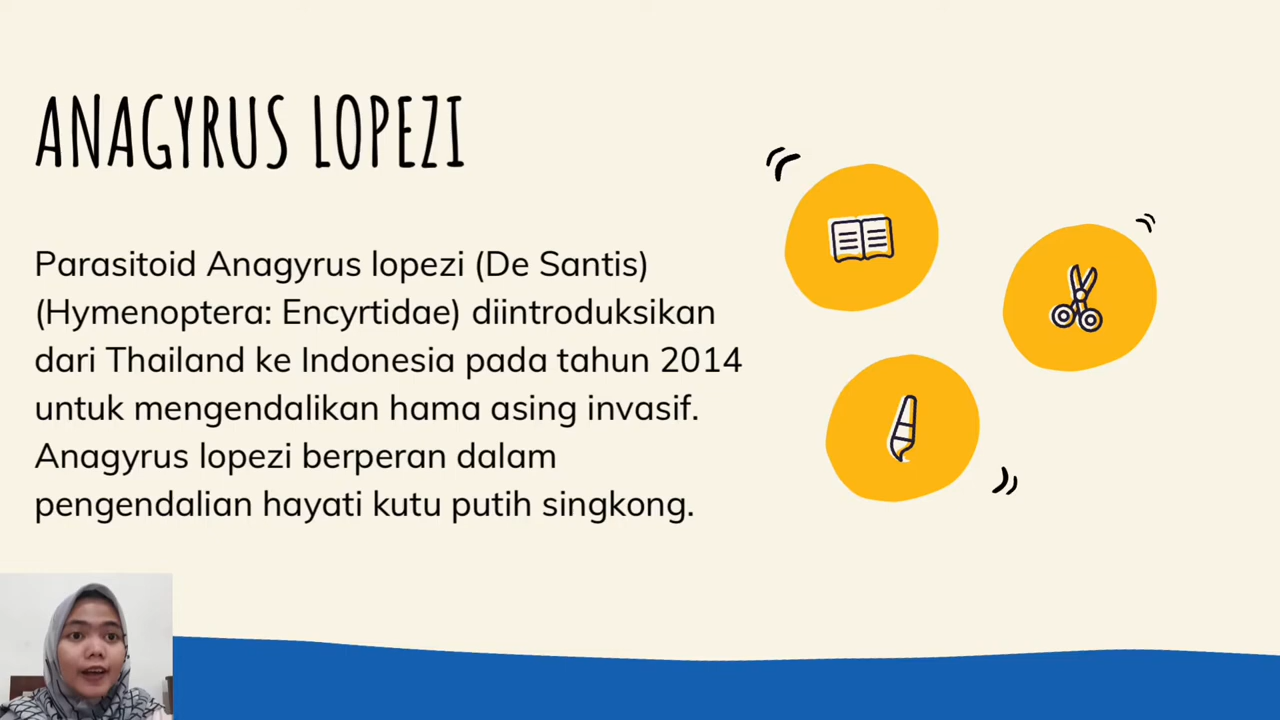 ANAGYRUS LOPEZI
Parasitoid Anagyrus lopezi (De Santis)
(Hymenoptera: Encyrtidae) diintroduksikan
dari Thailand ke Indonesia pada tahun 2014
untuk mengendalikan hama asing invasif.
Anagyrus lopezi berperan dalam
pengendalian hayati kutu putih singkong.